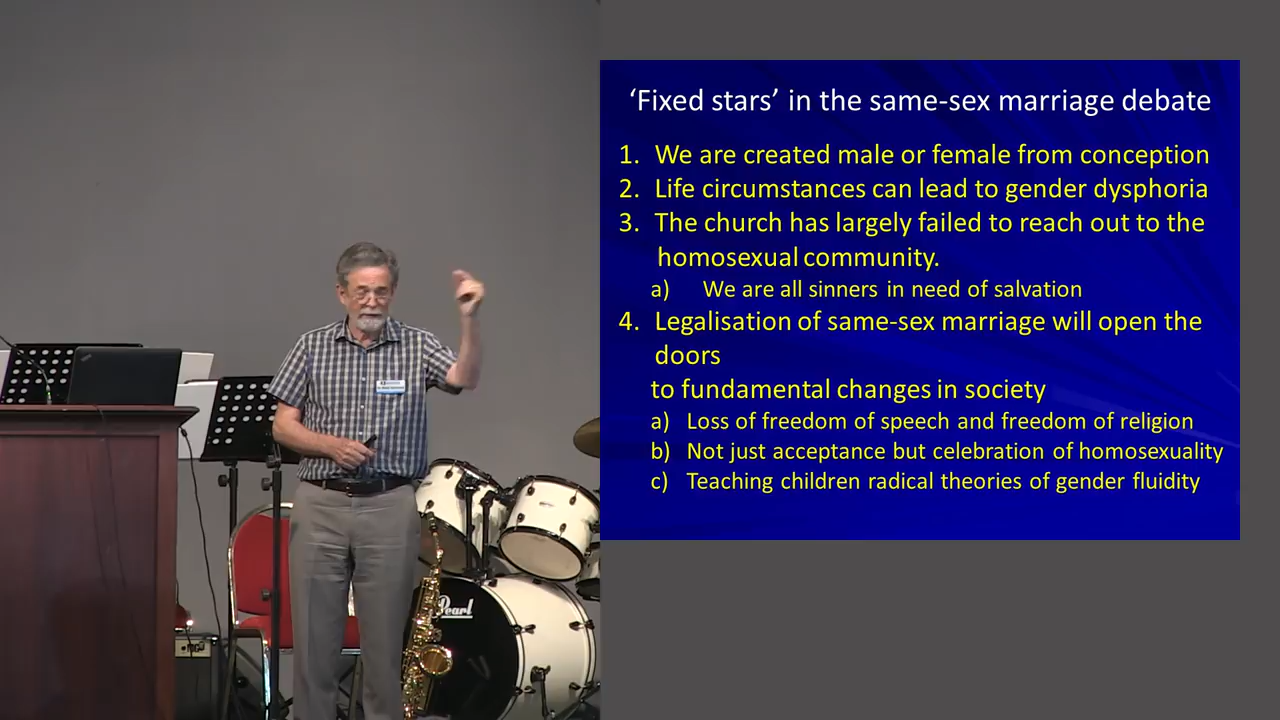 ‘Fixed stars’ in the same-sex marriage debate
1. We are created male or female from conception
2. Life circumstances can lead to gender dysphoria
3. The church has largely failed to reach out to the
homosexual community.
a) We are all sinners in need of salvation
4. Legalisation of same-sex marriage will open the
doors
to fundamental changes in society
a) Loss of freedom of speech and freedom of religion
b) Not just acceptance but celebration of homosexuality
c) Teaching children radical theories of gender fluidity
Pearl